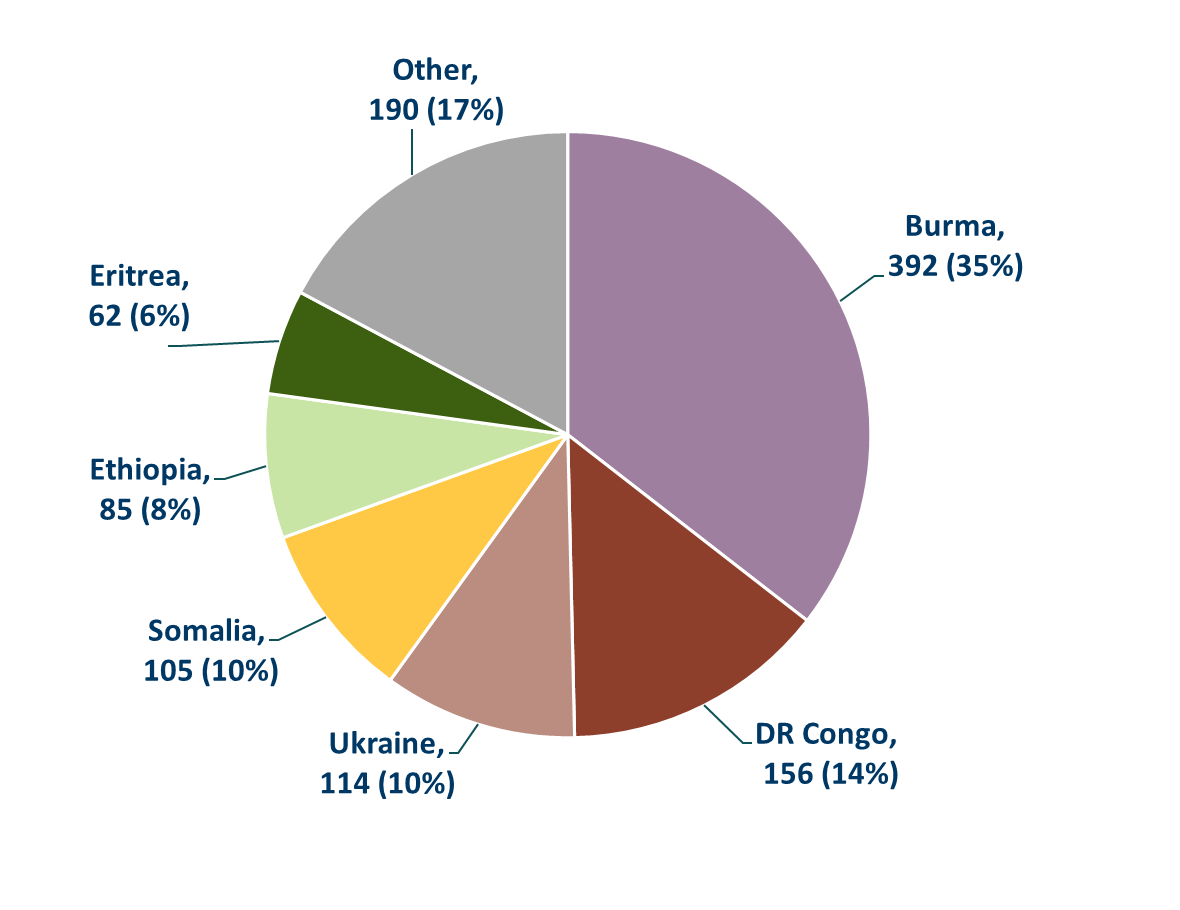 Other,
190 (17%)
Burma,
392 (35%)
Eritrea,
62 (6%)
Ethiopia,
85 (8%)
Somalia,
105 (10%)
Ukraine,
114 (10%)
DR Congo,
156 (14%)